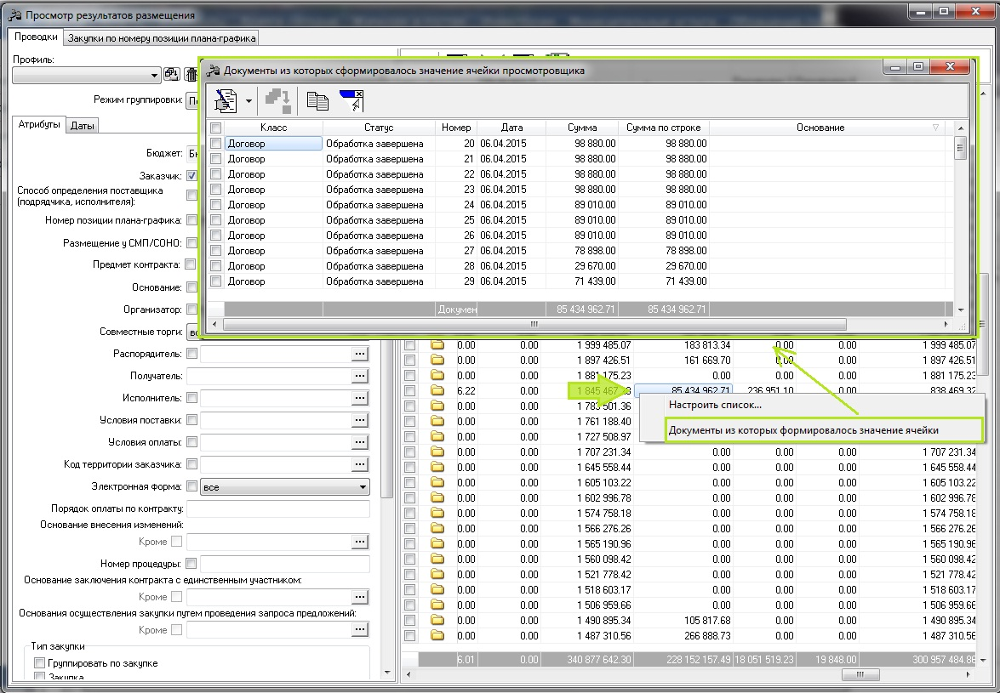 Просмотр результатов размещения
Проводки Закупки по номеру позиции плана-графика
Профиль:
Режим группировки:
Атрибуты Даты
Бюджет:
Заказчик:
Способ определения поставщика
(подрядчика, исполнителя):
Номер позиции плана-графика:
Размещение у СМП/СОНО:
Предмет контракта:
Основание:
Организатор:
Совместные торги:
Распорядитель:
Получатель:
Исполнитель:
Условия поставки:
Условия оплаты:
Код территории заказчика:
Электронная форма: все
Порядок оплаты по контракту:
Основание внесения изменений:
Кроме
Номер процедуры:
Основание заключения контракта с единственным участником:
Кроме
Основания осуществления закупки путем проведения запроса предложений:
Кроме
Тип закупки
Группировать по закупке
Закупка
Документы из которых сформировалось значение ячейки просмотровщика
Класс Статус Номер Дата Сумма Сумма по строке Основание
Договор Обработка завершена 20 06.04.2015 98 880.00 98 880.00
Договор Обработка завершена 21 06.04.2015 98 880.00 98 880.00
Договор Обработка завершена 22 06.04.2015 98 880.00 98 880.00
Договор Обработка завершена 23 06.04.2015 98 880.00 98 880.00
Договор Обработка завершена 24 06.04.2015 89 010.00 89 010.00
Договор Обработка завершена 25 06.04.2015 89 010.00 89 010.00
Договор Обработка завершена 26 06.04.2015 89 010.00 89 010.00
Договор Обработка завершена 27 06.04.2015 78 898.00 78 898.00
Договор Обработка завершена 28 06.04.2015 29 670.00 29 670.00
Договор Обработка завершена 29 06.04.2015 71 439.00 71 439.00
Докумен 85 434 962.71 85 434 962.71
0.00 0.00 1 999 485.07 183 813.34 0.00 0.00 1 999 485.07
0.00 0.00 1 897 426.51 161 669.70 0.00 0.00 1 897 426.51
0.00 0.00 1 881 175.23 0.00 0.00 0.00 1 881 175.23
6.22 0.00 1 845 467.43 85 434 962.71 236 951.10 0.00 838 469.32
0.00 0.00 1 783 501.36
Настроить список...
0.00 0.00 1 761 188.40
Документы из которых формировалось значение ячейки
0.00 0.00 1 727 508.97
0.00 0.00 1 707 231.34 0.00 0.00 0.00 1 707 231.34
0.00 0.00 1 645 558.44 0.00 0.00 0.00 1 645 558.44
0.00 0.00 1 605 103.22 0.00 0.00 0.00 1 605 103.22
0.00 0.00 1 602 996.78 0.00 0.00 0.00 1 602 996.78
0.00 0.00 1 574 758.18 0.00 0.00 0.00 1 574 758.18
0.00 0.00 1 566 276.26 0.00 0.00 0.00 1 566 276.26
0.00 0.00 1 565 190.96 0.00 0.00 0.00 1 565 190.96
0.00 0.00 1 560 098.42 0.00 0.00 0.00 1 560 098.42
0.00 0.00 1 521 778.42 0.00 0.00 0.00 1 521 778.42
0.00 0.00 1 518 603.17 0.00 0.00 0.00 1 518 603.17
0.00 0.00 1 506 959.66 0.00 0.00 0.00 1 506 959.66
0.00 0.00 1 490 895.34 105 817.68 0.00 0.00 1 490 895.34
0.00 0.00 1 487 310.56 266 888.73 0.00 0.00 1 487 310.56
6.01 0.00 340 877 642.30 228 152 157.49 18 051 519.23 19 848.00 300 957 484.86